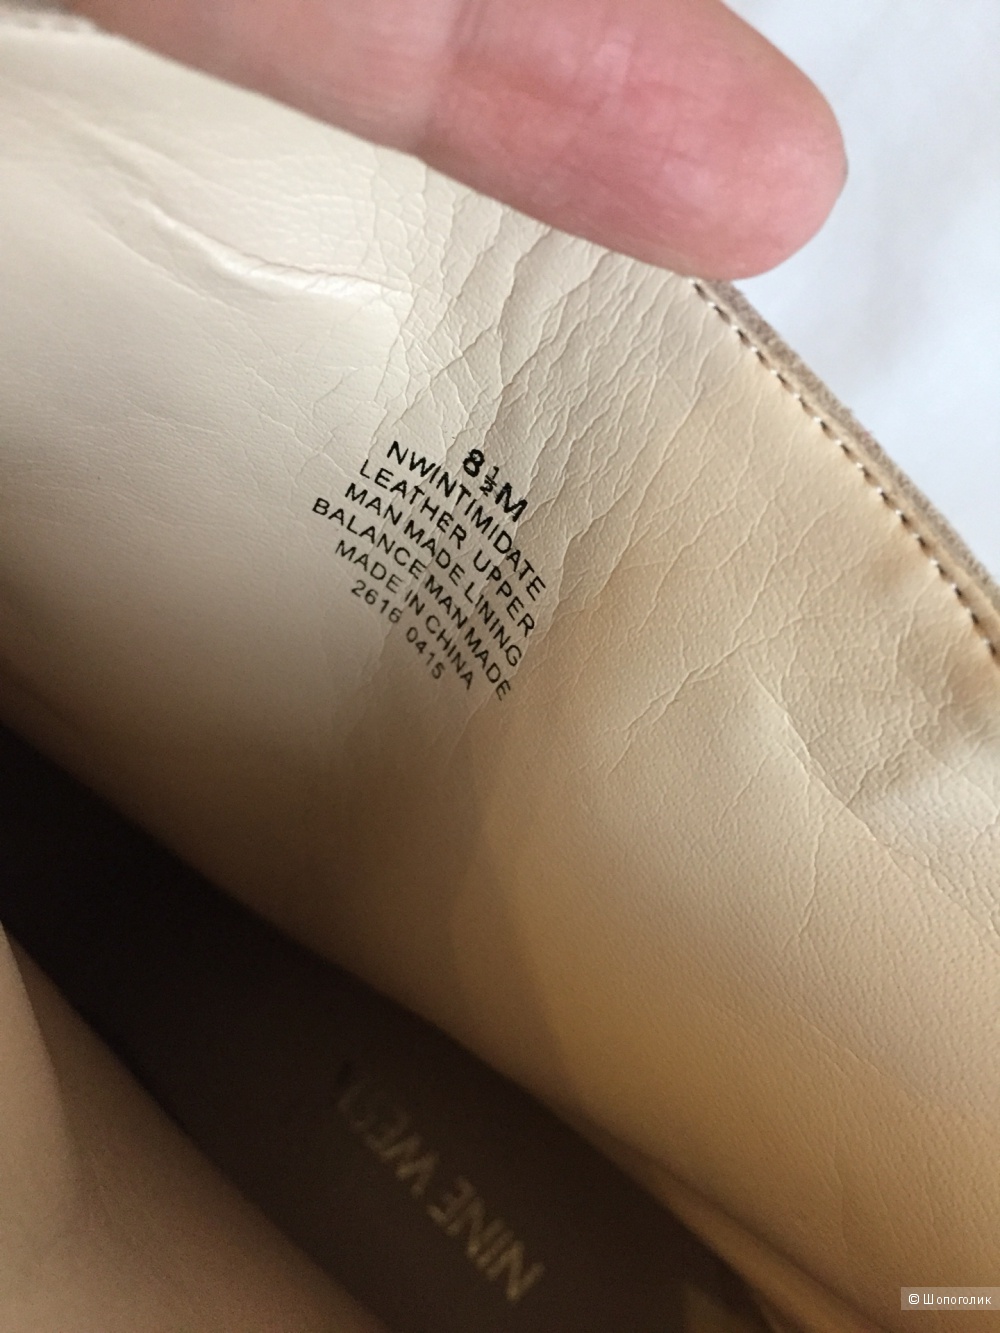 8½M
NWINTIMIDATE
LEATHER UPPER
MAN MADE LINING
BALANCE MAN MADE
MADE IN CHINA
2616 0415
NINE WEST
© Шопоголик